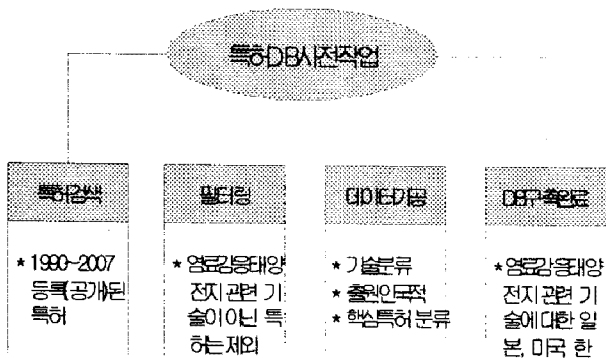 특허DB사전작업
특허검색
필터링
데이터가공
DB구축완료
* 1990~2007
등록(공개)된
특허
* 염료감응태양
전지 관련 기
술이 아닌 특
허는 제외
* 기술분류
* 출원인국적
* 핵심특허 분류
* 염료감응태양
전지 관련 기
술에 대한 일
본, 미국, 한